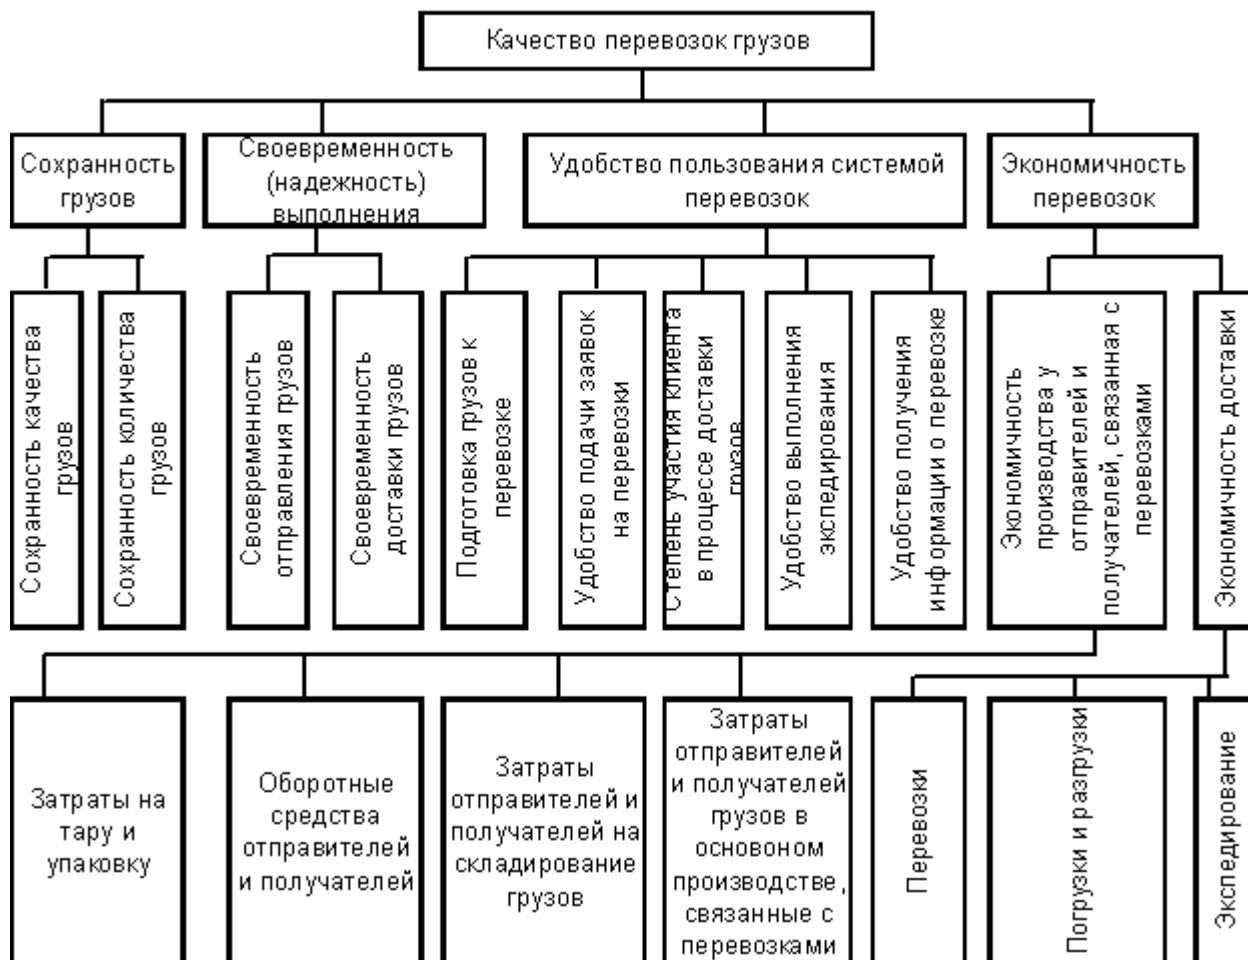 Качество перевозок грузов
Сохранность
грузов
Своевременность
(надежность)
выполнения
Удобство пользования системой
перевозок
Экономичность
перевозок
Сохранность качества
грузов
Сохранность количества
грузов
Своевременность
отправления грузов
Своевременность
доставки грузов
Подготовка грузов к
перевозке
Удобство подачи заявок
на перевозки
Степень участия клиента
в процессе доставки
грузов
Удобство выполнения
экспедирования
Удобство получения
информации о перевозке
Экономичность
производства у
отправителей и
получателей, связанная с
перевозками
Экономичность доставки
Затраты на
тару и
упаковку
Оборотные
средства
отправителей
и получателей
Затраты
отправителей и
получателей на
складирование
грузов
Затраты
отправителей
и получателей
грузов в
основоном
производстве,
связанные с
перевозками
Перевозки
Погрузки и разгрузки
Экспедирование